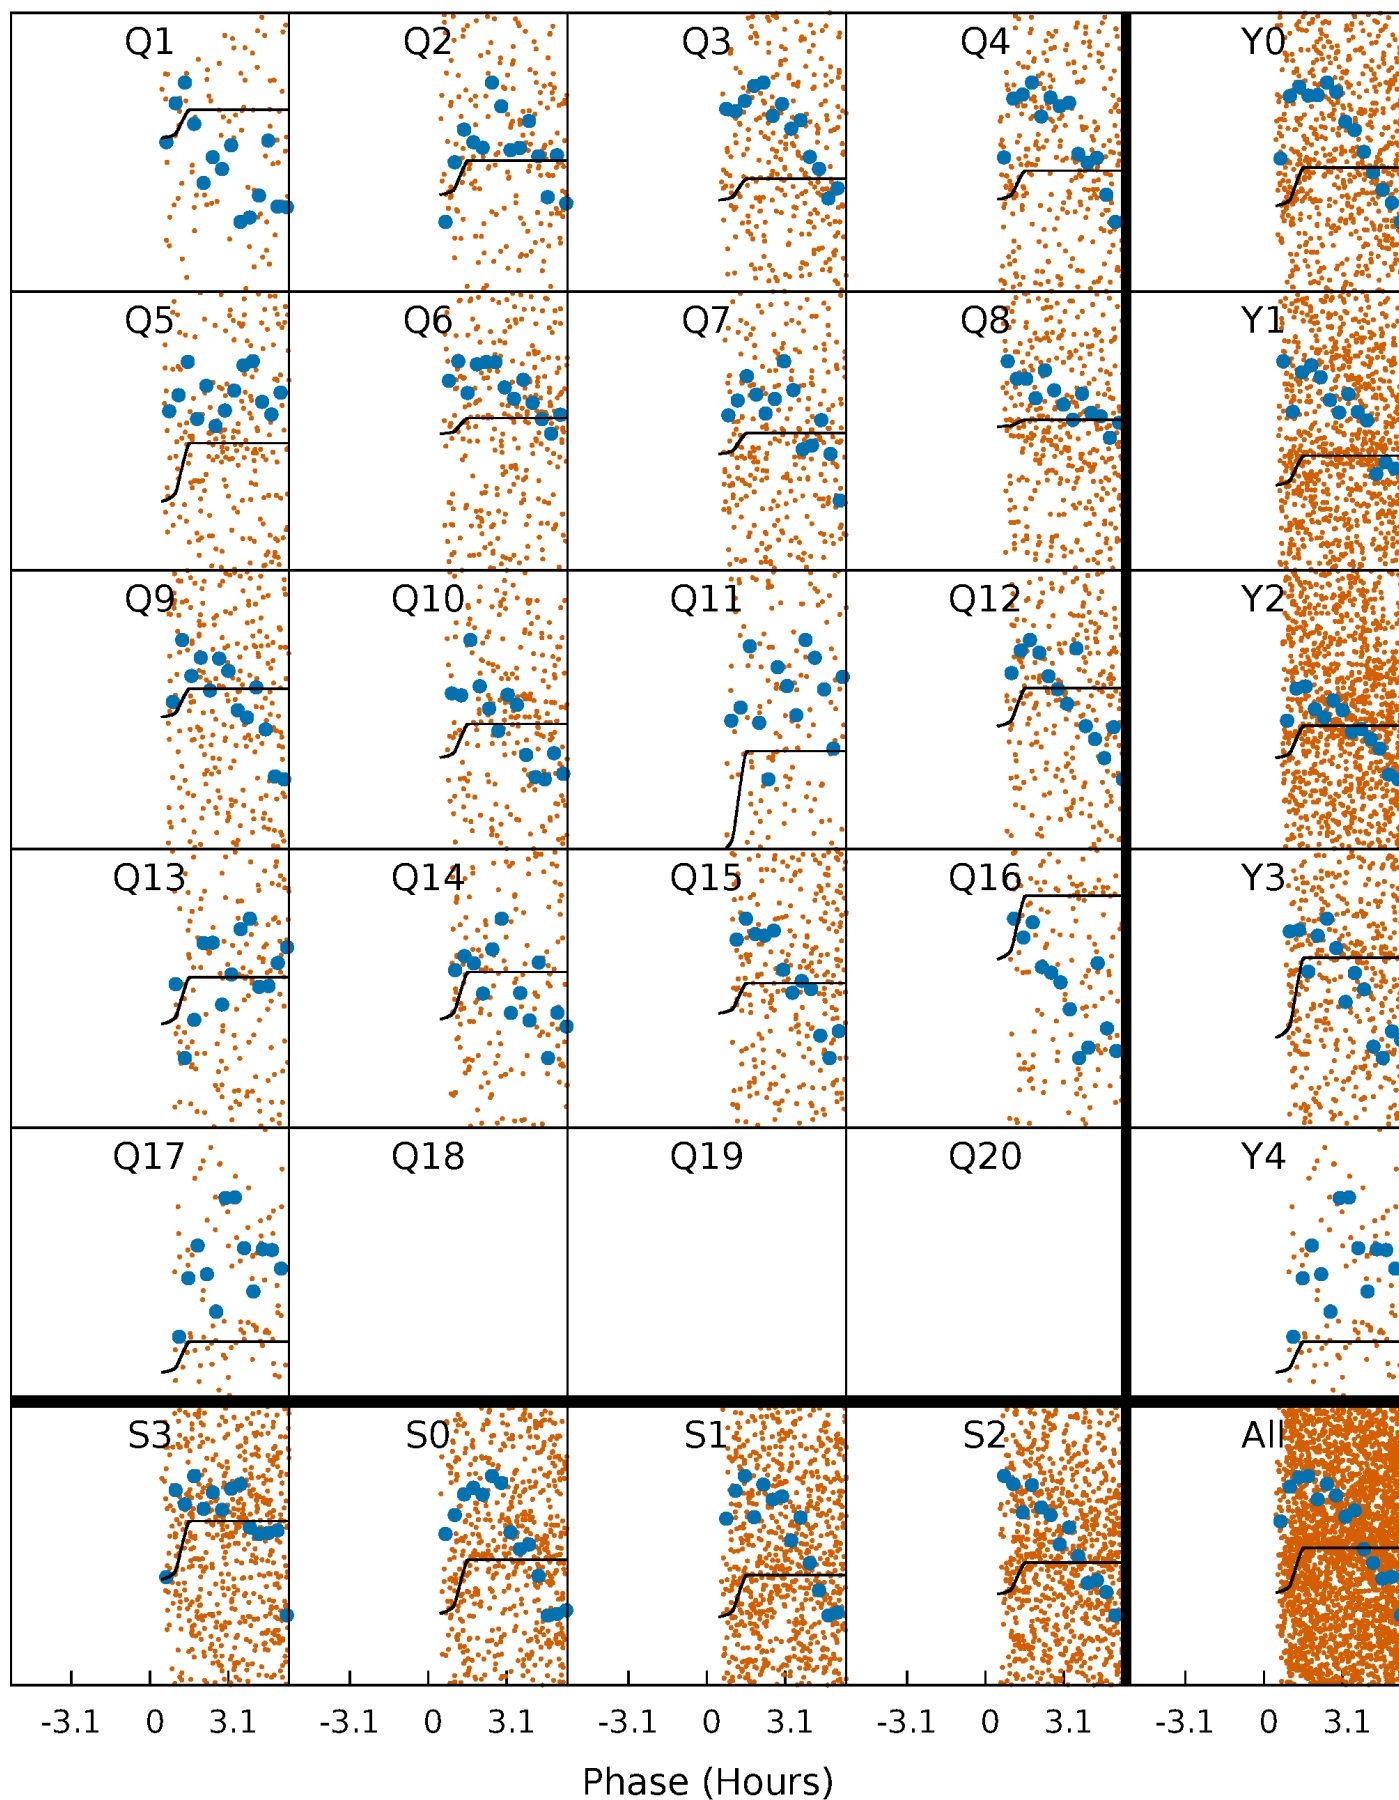 Q1 Q2 Q3 Q4 Y0
Q5 Q6 Q7 Q8 Y1
Q9 Q10 Q11 Q12 Y2
Q13 Q14 Q15 Q16 Y3
Q17 Q18 Q19 Q20 Y4
S3 S0 S1 S2 All
-3.1 0 3.1 -3.1 0 3.1 -3.1 0 3.1 -3.1 0 3.1 -3.1 0 3.1
Phase (Hours)